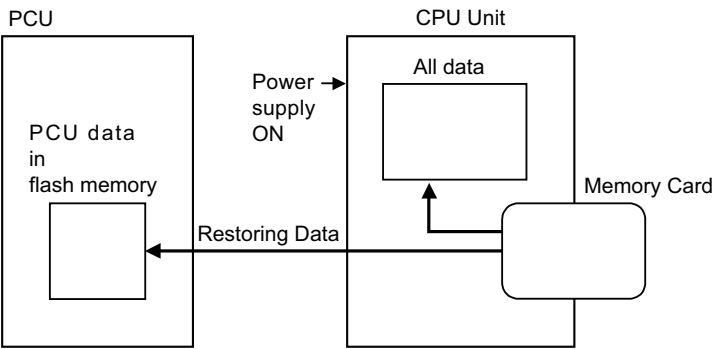 PCU
CPU Unit
All data
Power
supply
ON
PCU data
in
flash memory
Memory Card
Restoring Data